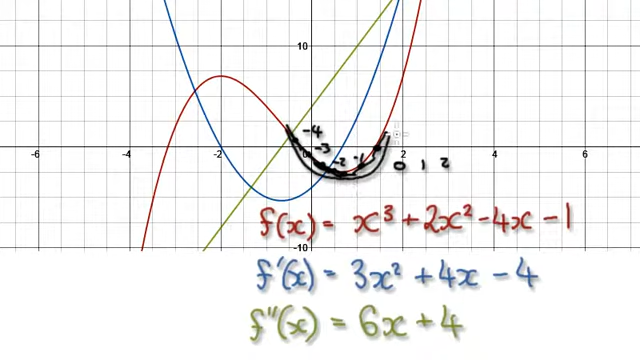 10
-4
-3
-2 -1
-6 -4 -2 0 2 4 6
0 1 2
f(x) = x³ + 2x² - 4x - 1
-10
f'(x) = 3x² + 4x - 4
f''(x) = 6x + 4